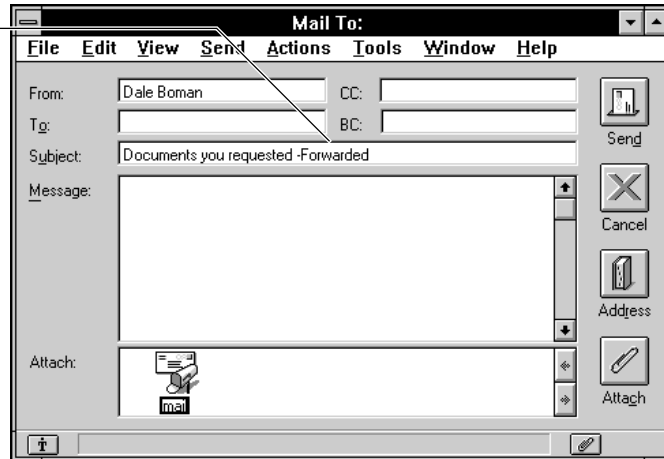 Mail To:
File Edit View Send Actions Tools Window Help
From: Dale Boman CC:
To: BC:
Send
Subject: Documents you requested -Forwarded
Message:
Cancel
Address
Attach:
mail
Attach